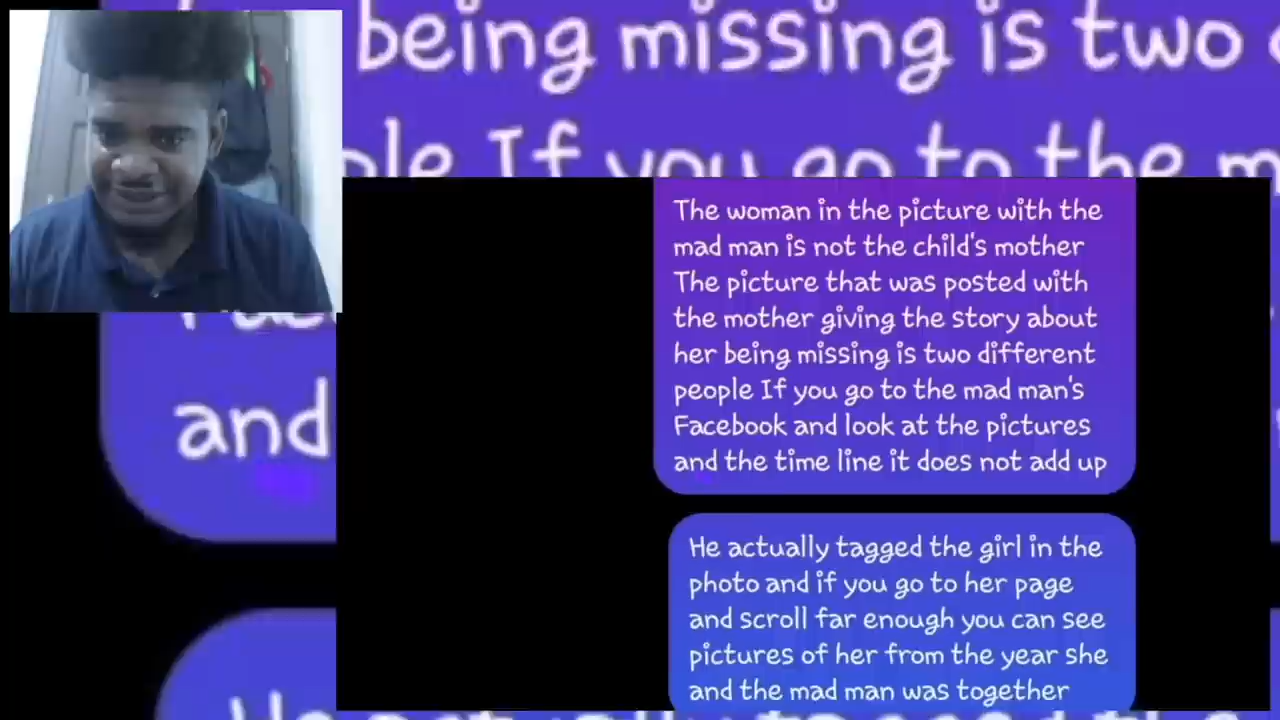 being missing is two
ple If you go to the m
The woman in the picture with the
mad man is not the child's mother
The picture that was posted with
the mother giving the story about
her being missing is two different
people If you go to the mad man's
Facebook and look at the pictures
and the time line it does not add up
and
He actually tagged the girl in the
photo and if you go to her page
and scroll far enough you can see
pictures of her from the year she
and the mad man was together